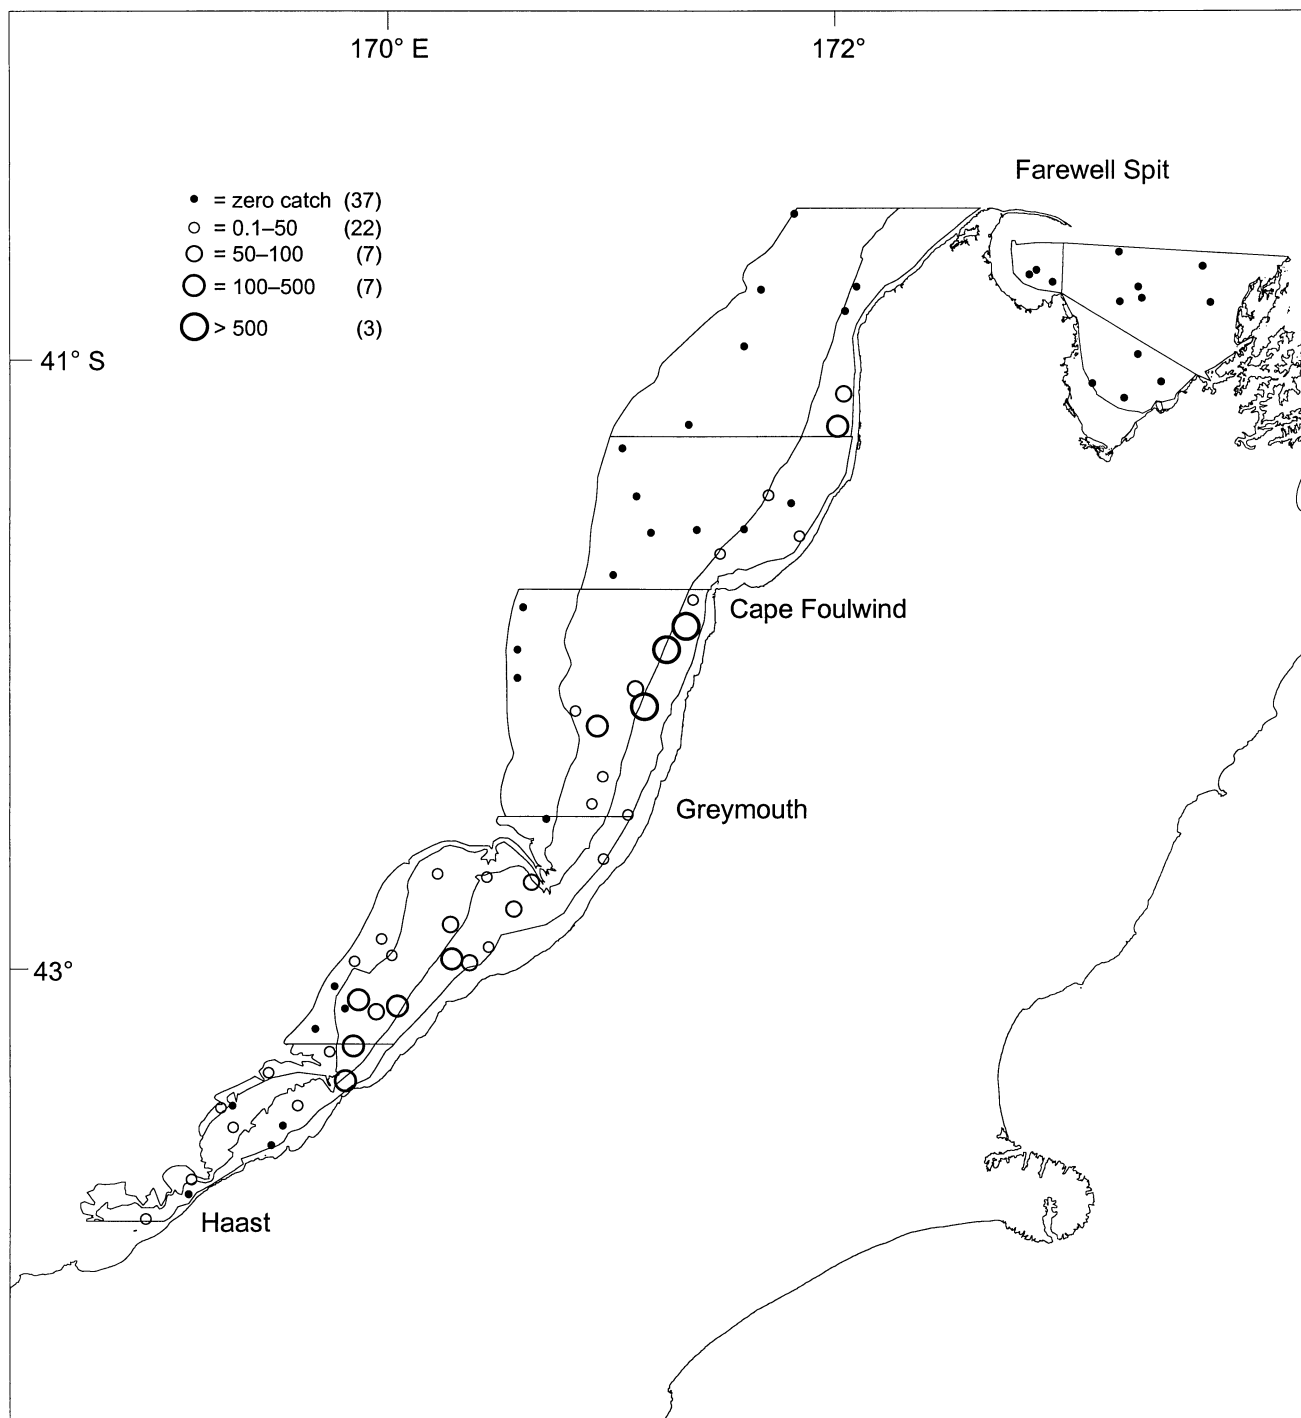 170° E
172°
Farewell Spit
= zero catch (37)
= 0.1–50 (22)
= 50–100 (7)
= 100–500 (7)
> 500 (3)
41° S
Cape Foulwind
Greymouth
43°
Haast